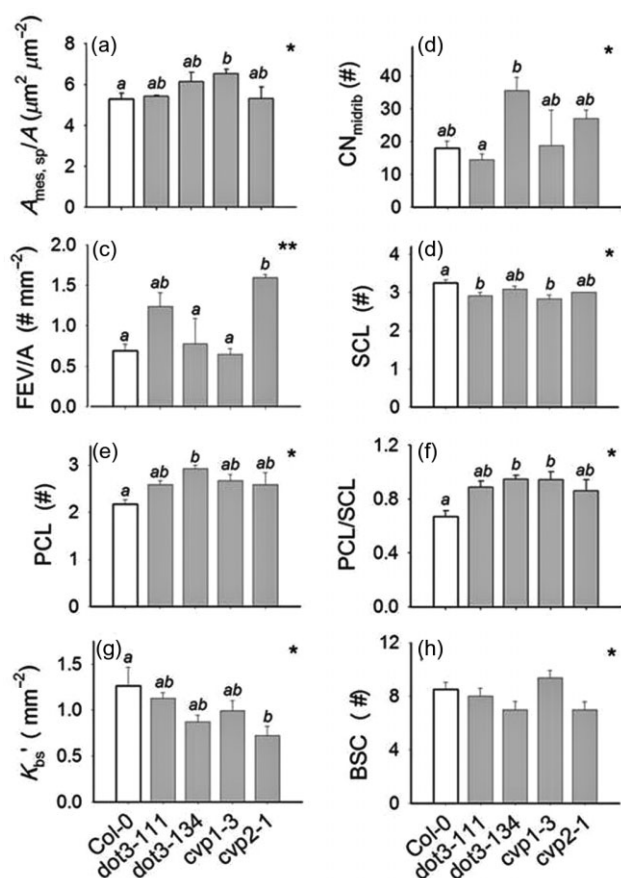 (a)
*
A mes, sp/A (μm² μm⁻²)
8
6
4
2
0
a
ab
ab
b
ab
(d)
*
CN midrib (#)
40
30
20
10
0
ab
a
b
ab
ab
(c)
**
FEV/A (# mm⁻²)
2.0
1.5
1.0
0.5
0.0
a
ab
a
a
b
(d)
*
SCL (#)
4
3
2
1
0
a
b
ab
b
ab
(e)
*
PCL (#)
3
2
1
0
a
ab
b
ab
ab
(f)
*
PCL/SCL
1.2
0.8
0.4
0.0
a
ab
b
b
ab
(g)
*
K bs' ( mm⁻²)
1.5
1.0
0.5
0.0
a
ab
ab
ab
b
(h)
*
BSC (#)
12
8
4
0
Col-0
dot3-111
dot3-134
cvp1-3
cvp2-1
Col-0
dot3-111
dot3-134
cvp1-3
cvp2-1